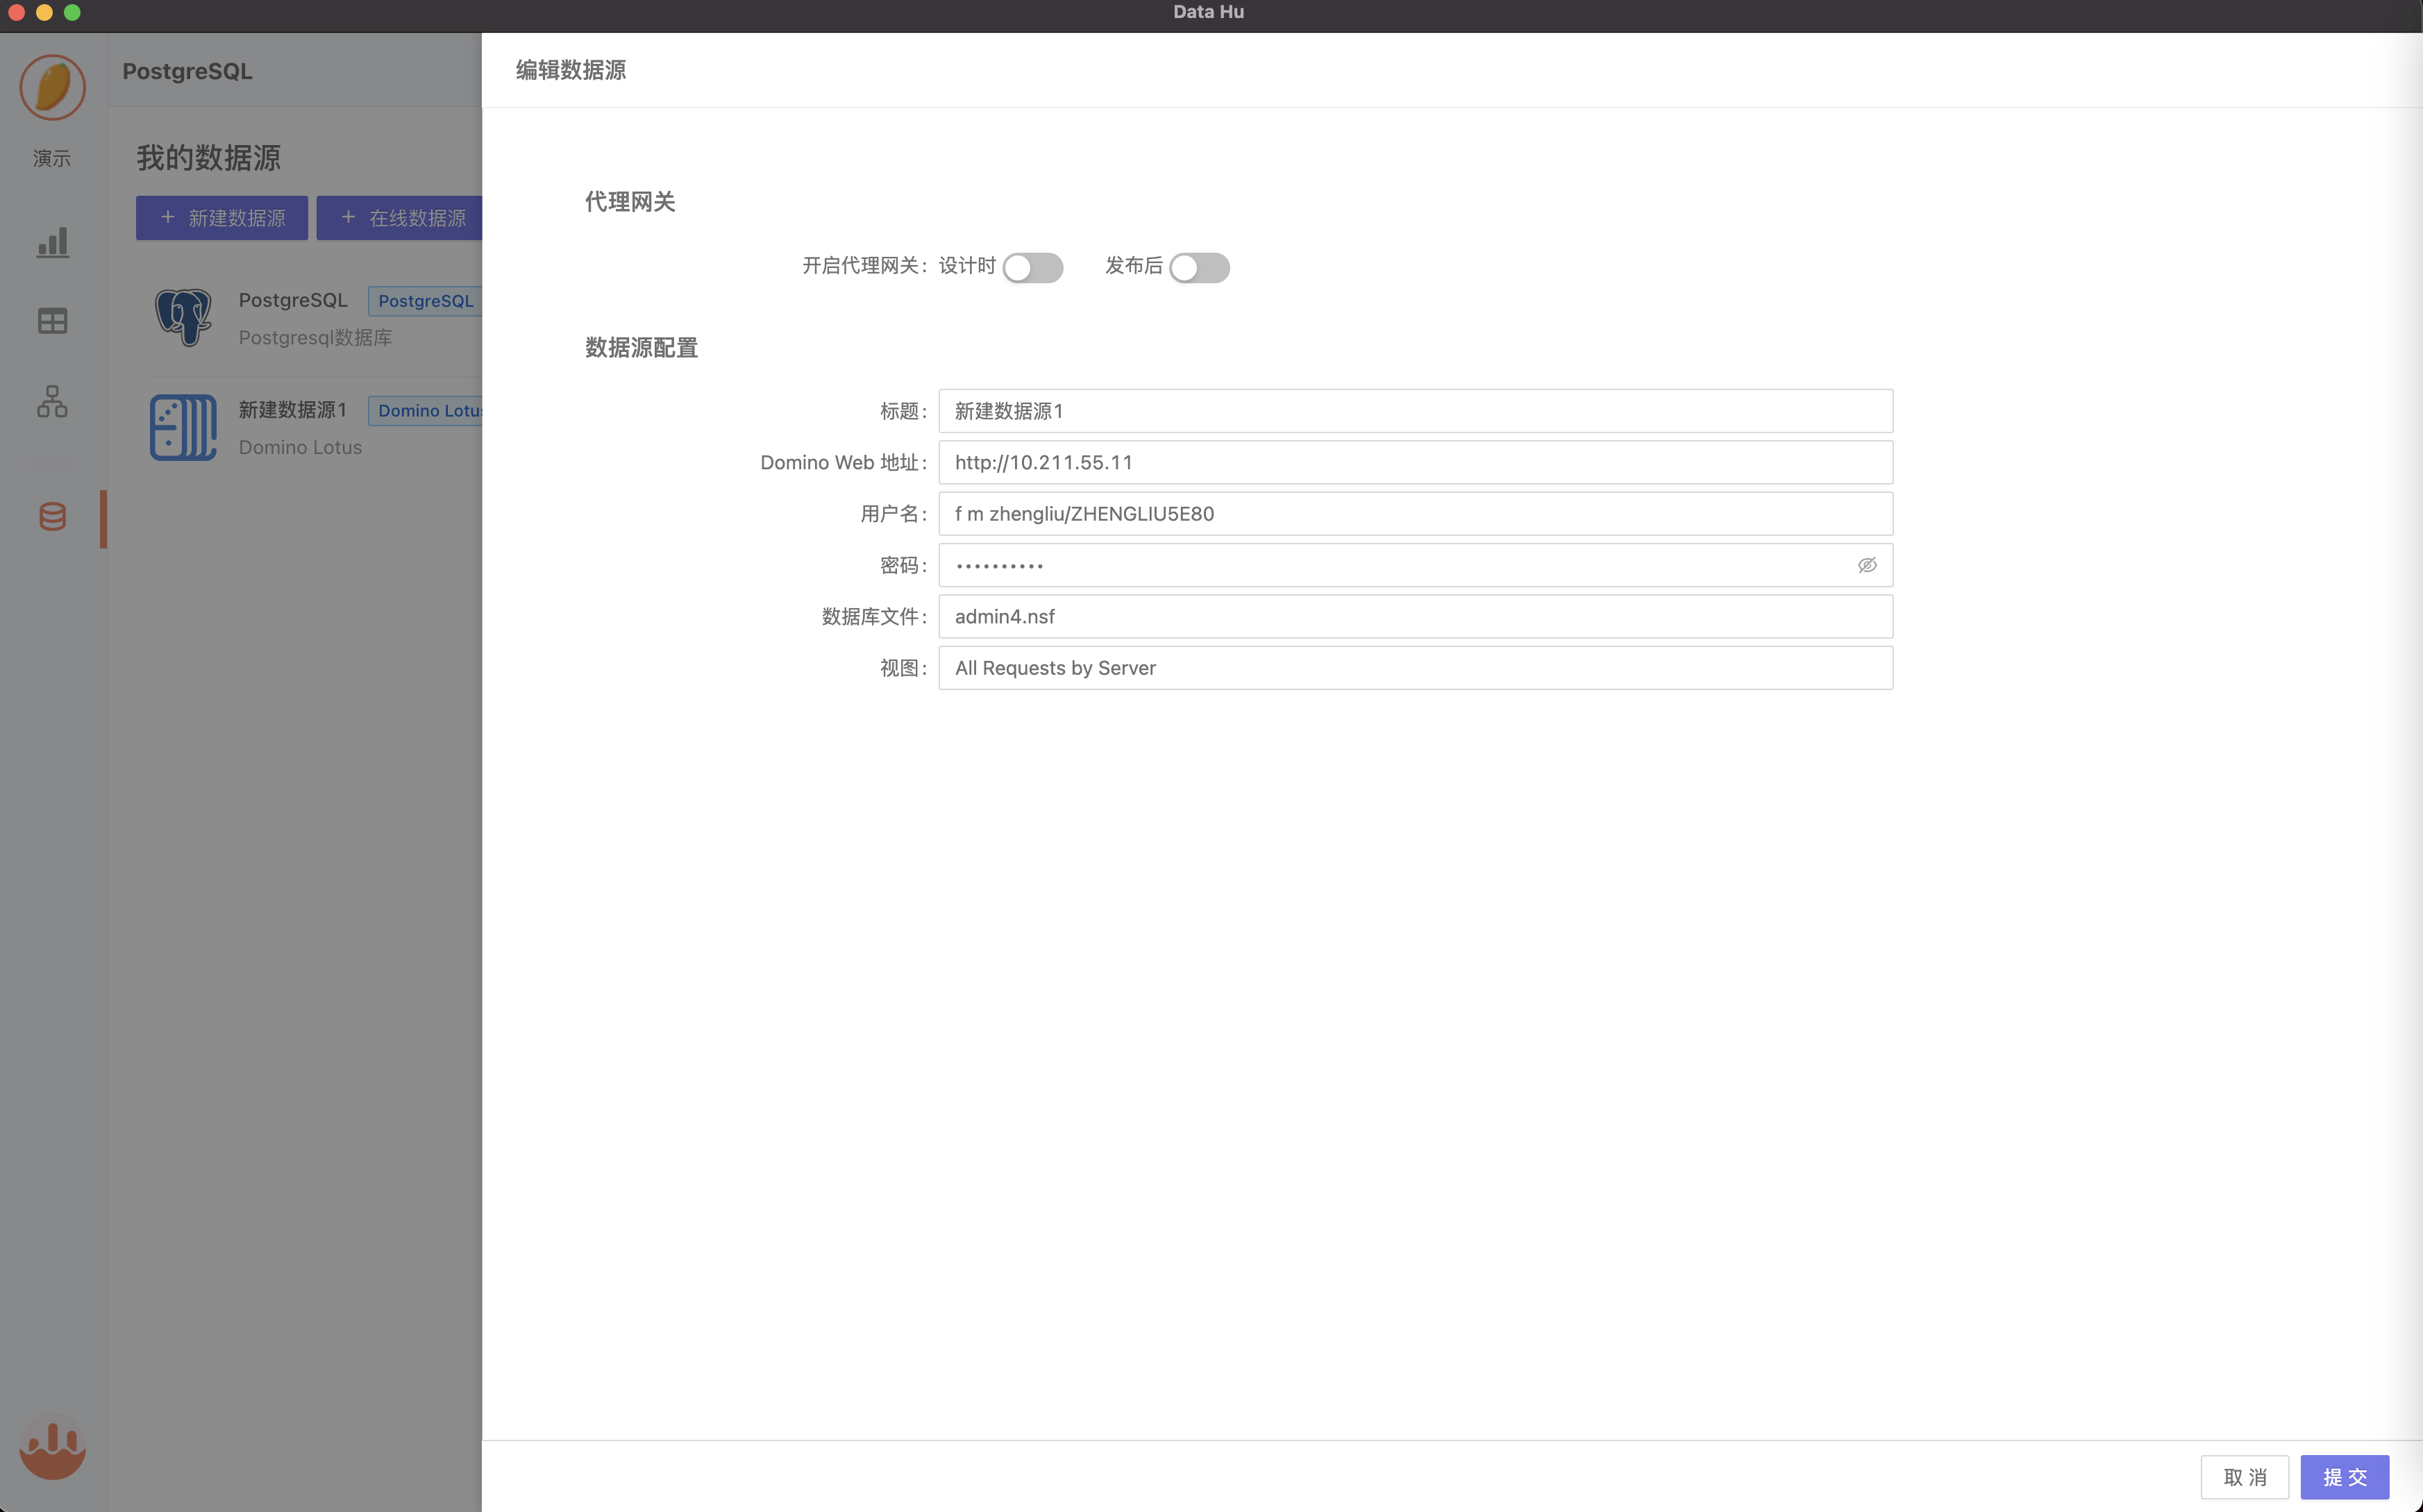 Data Hu
PostgreSQL
演示
我的数据源
+ 新建数据源
+ 在线数据源
PostgreSQL PostgreSQL
Postgresql数据库
新建数据源1 Domino Lotus
Domino Lotus
编辑数据源
代理网关
开启代理网关: 设计时 发布后
数据源配置
标题: 新建数据源1
Domino Web 地址: http://10.211.55.11
用户名: f m zhengliu/ZHENGLIU5E80
密码: ••••••••••
数据库文件: admin4.nsf
视图: All Requests by Server
取 消
提 交